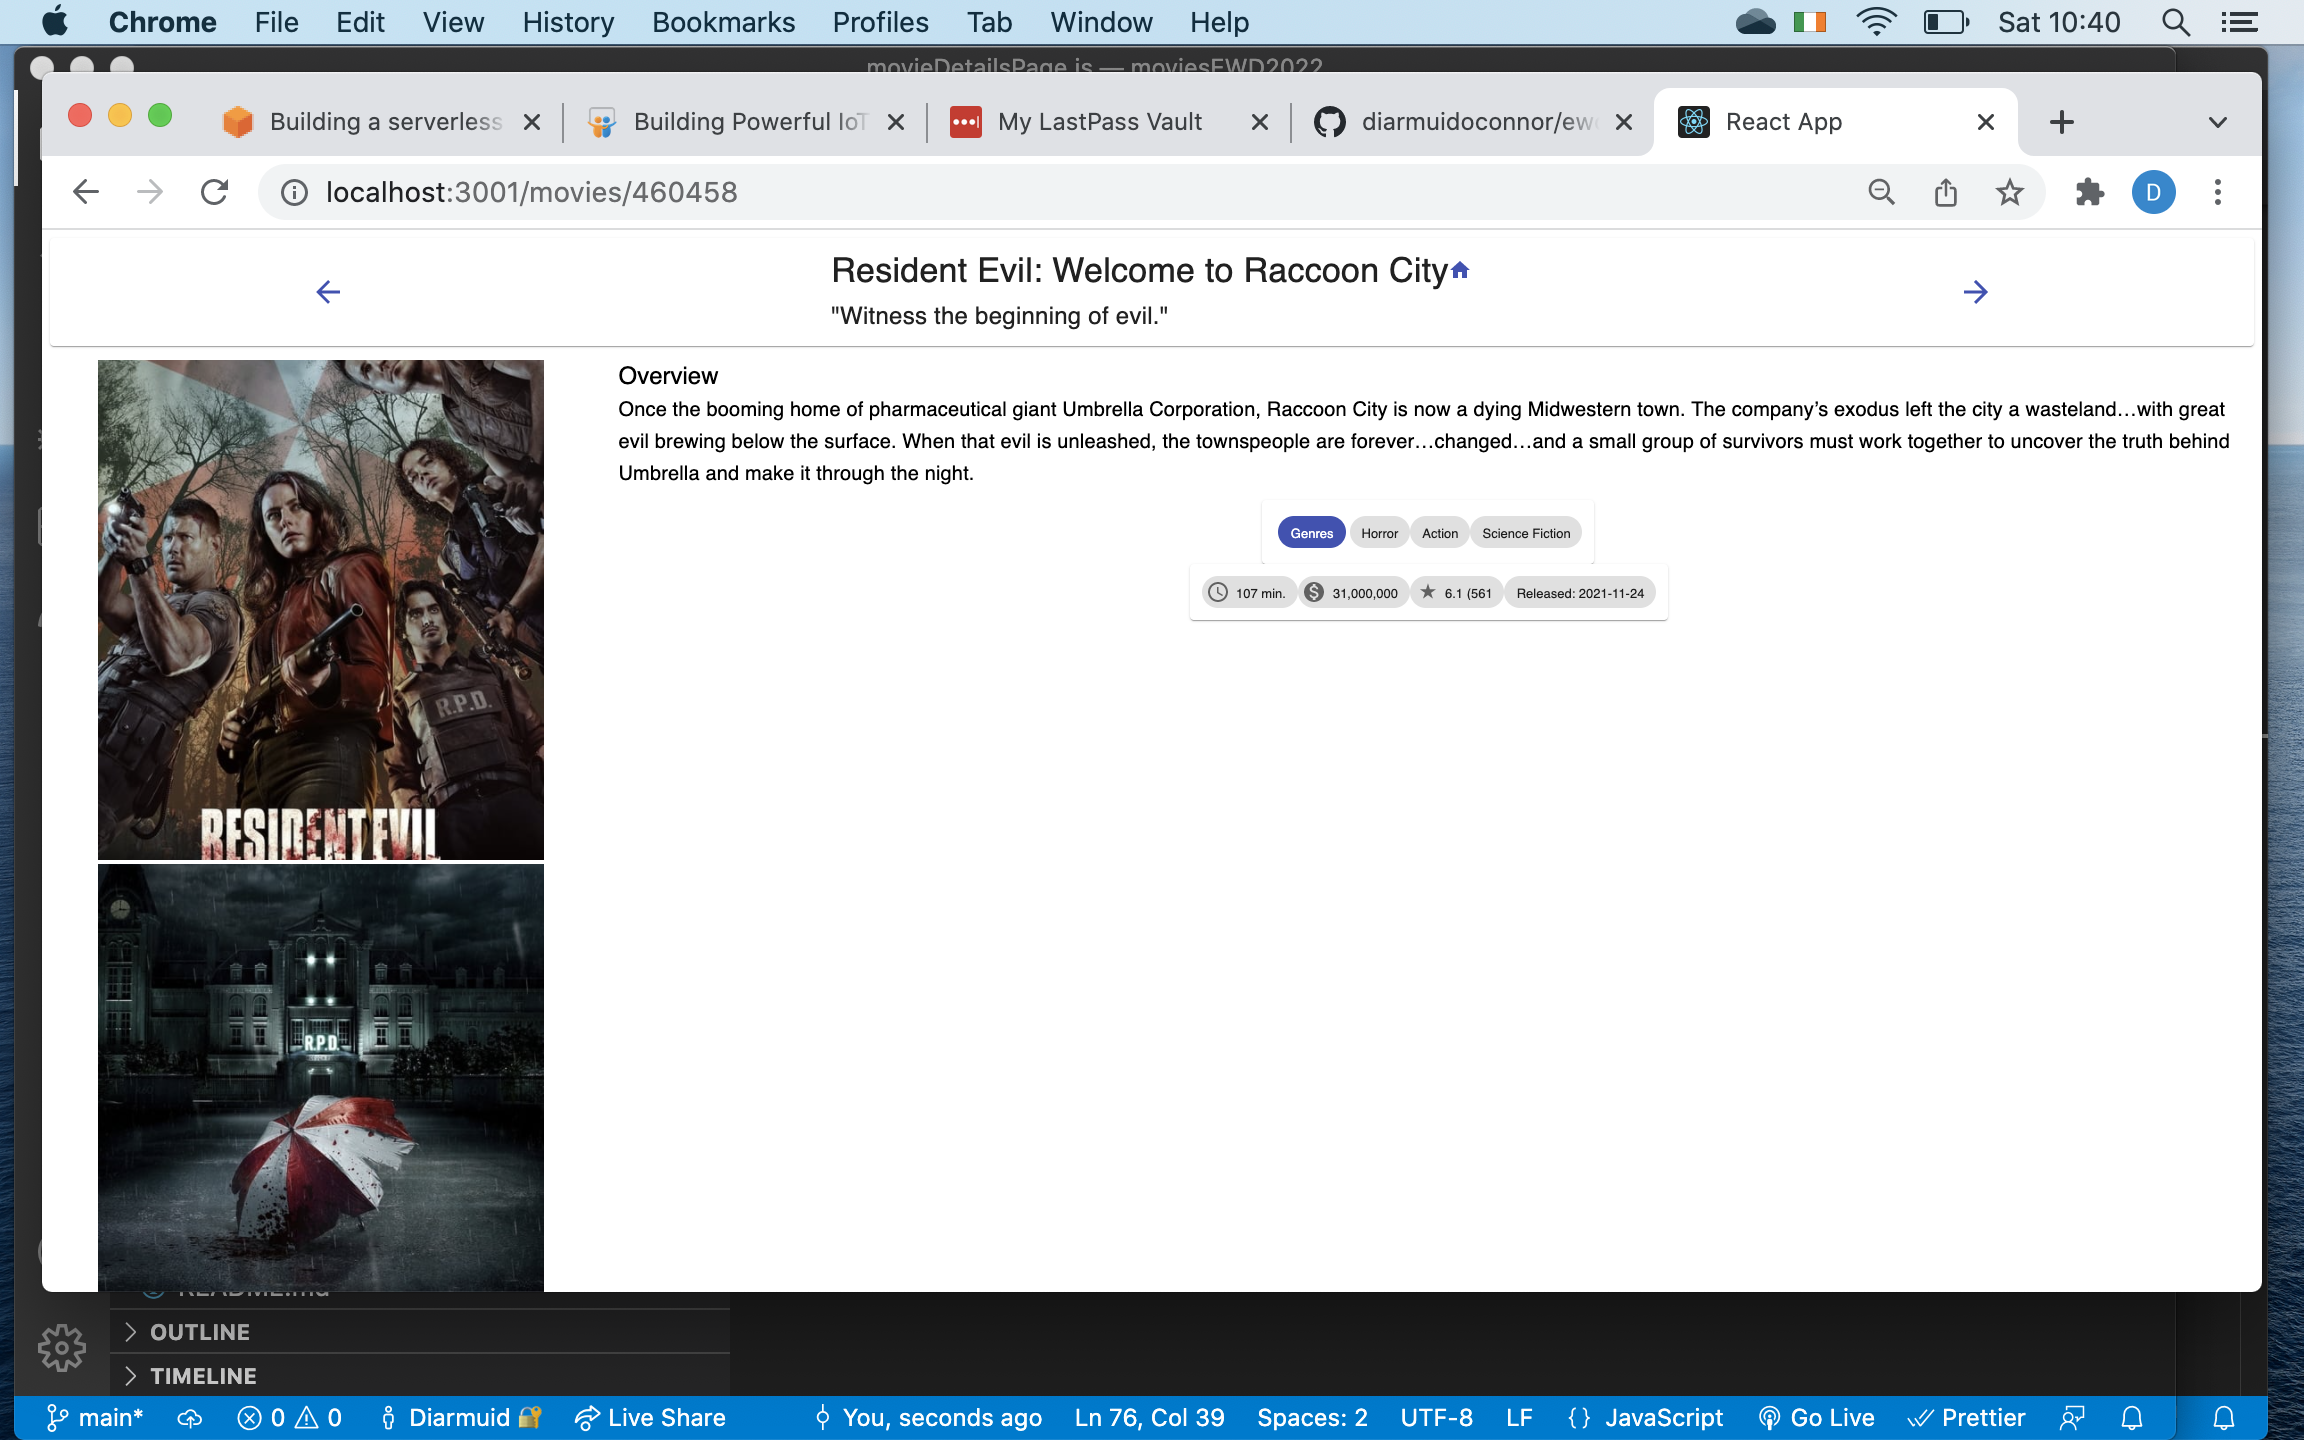 Chrome File Edit View History Bookmarks Profiles Tab Window Help Sat 10:40
movieDetailsPage.js — moviesEWD2022
Building a serverless Building Powerful IoT My LastPass Vault diarmuidoconnor/ew React App
localhost:3001/movies/460458 D
Resident Evil: Welcome to Raccoon City
"Witness the beginning of evil."
Overview
Once the booming home of pharmaceutical giant Umbrella Corporation, Raccoon City is now a dying Midwestern town. The company’s exodus left the city a wasteland…with great
evil brewing below the surface. When that evil is unleashed, the townspeople are forever…changed…and a small group of survivors must work together to uncover the truth behind
Umbrella and make it through the night.
Genres Horror Action Science Fiction
107 min. 31,000,000 6.1 (561 Released: 2021-11-24
R.P.D.
RESIDENT EVIL
R.P.D.
README.md
OUTLINE
TIMELINE
main* 0 0 Diarmuid Live Share You, seconds ago Ln 76, Col 39 Spaces: 2 UTF-8 LF {} JavaScript Go Live Prettier